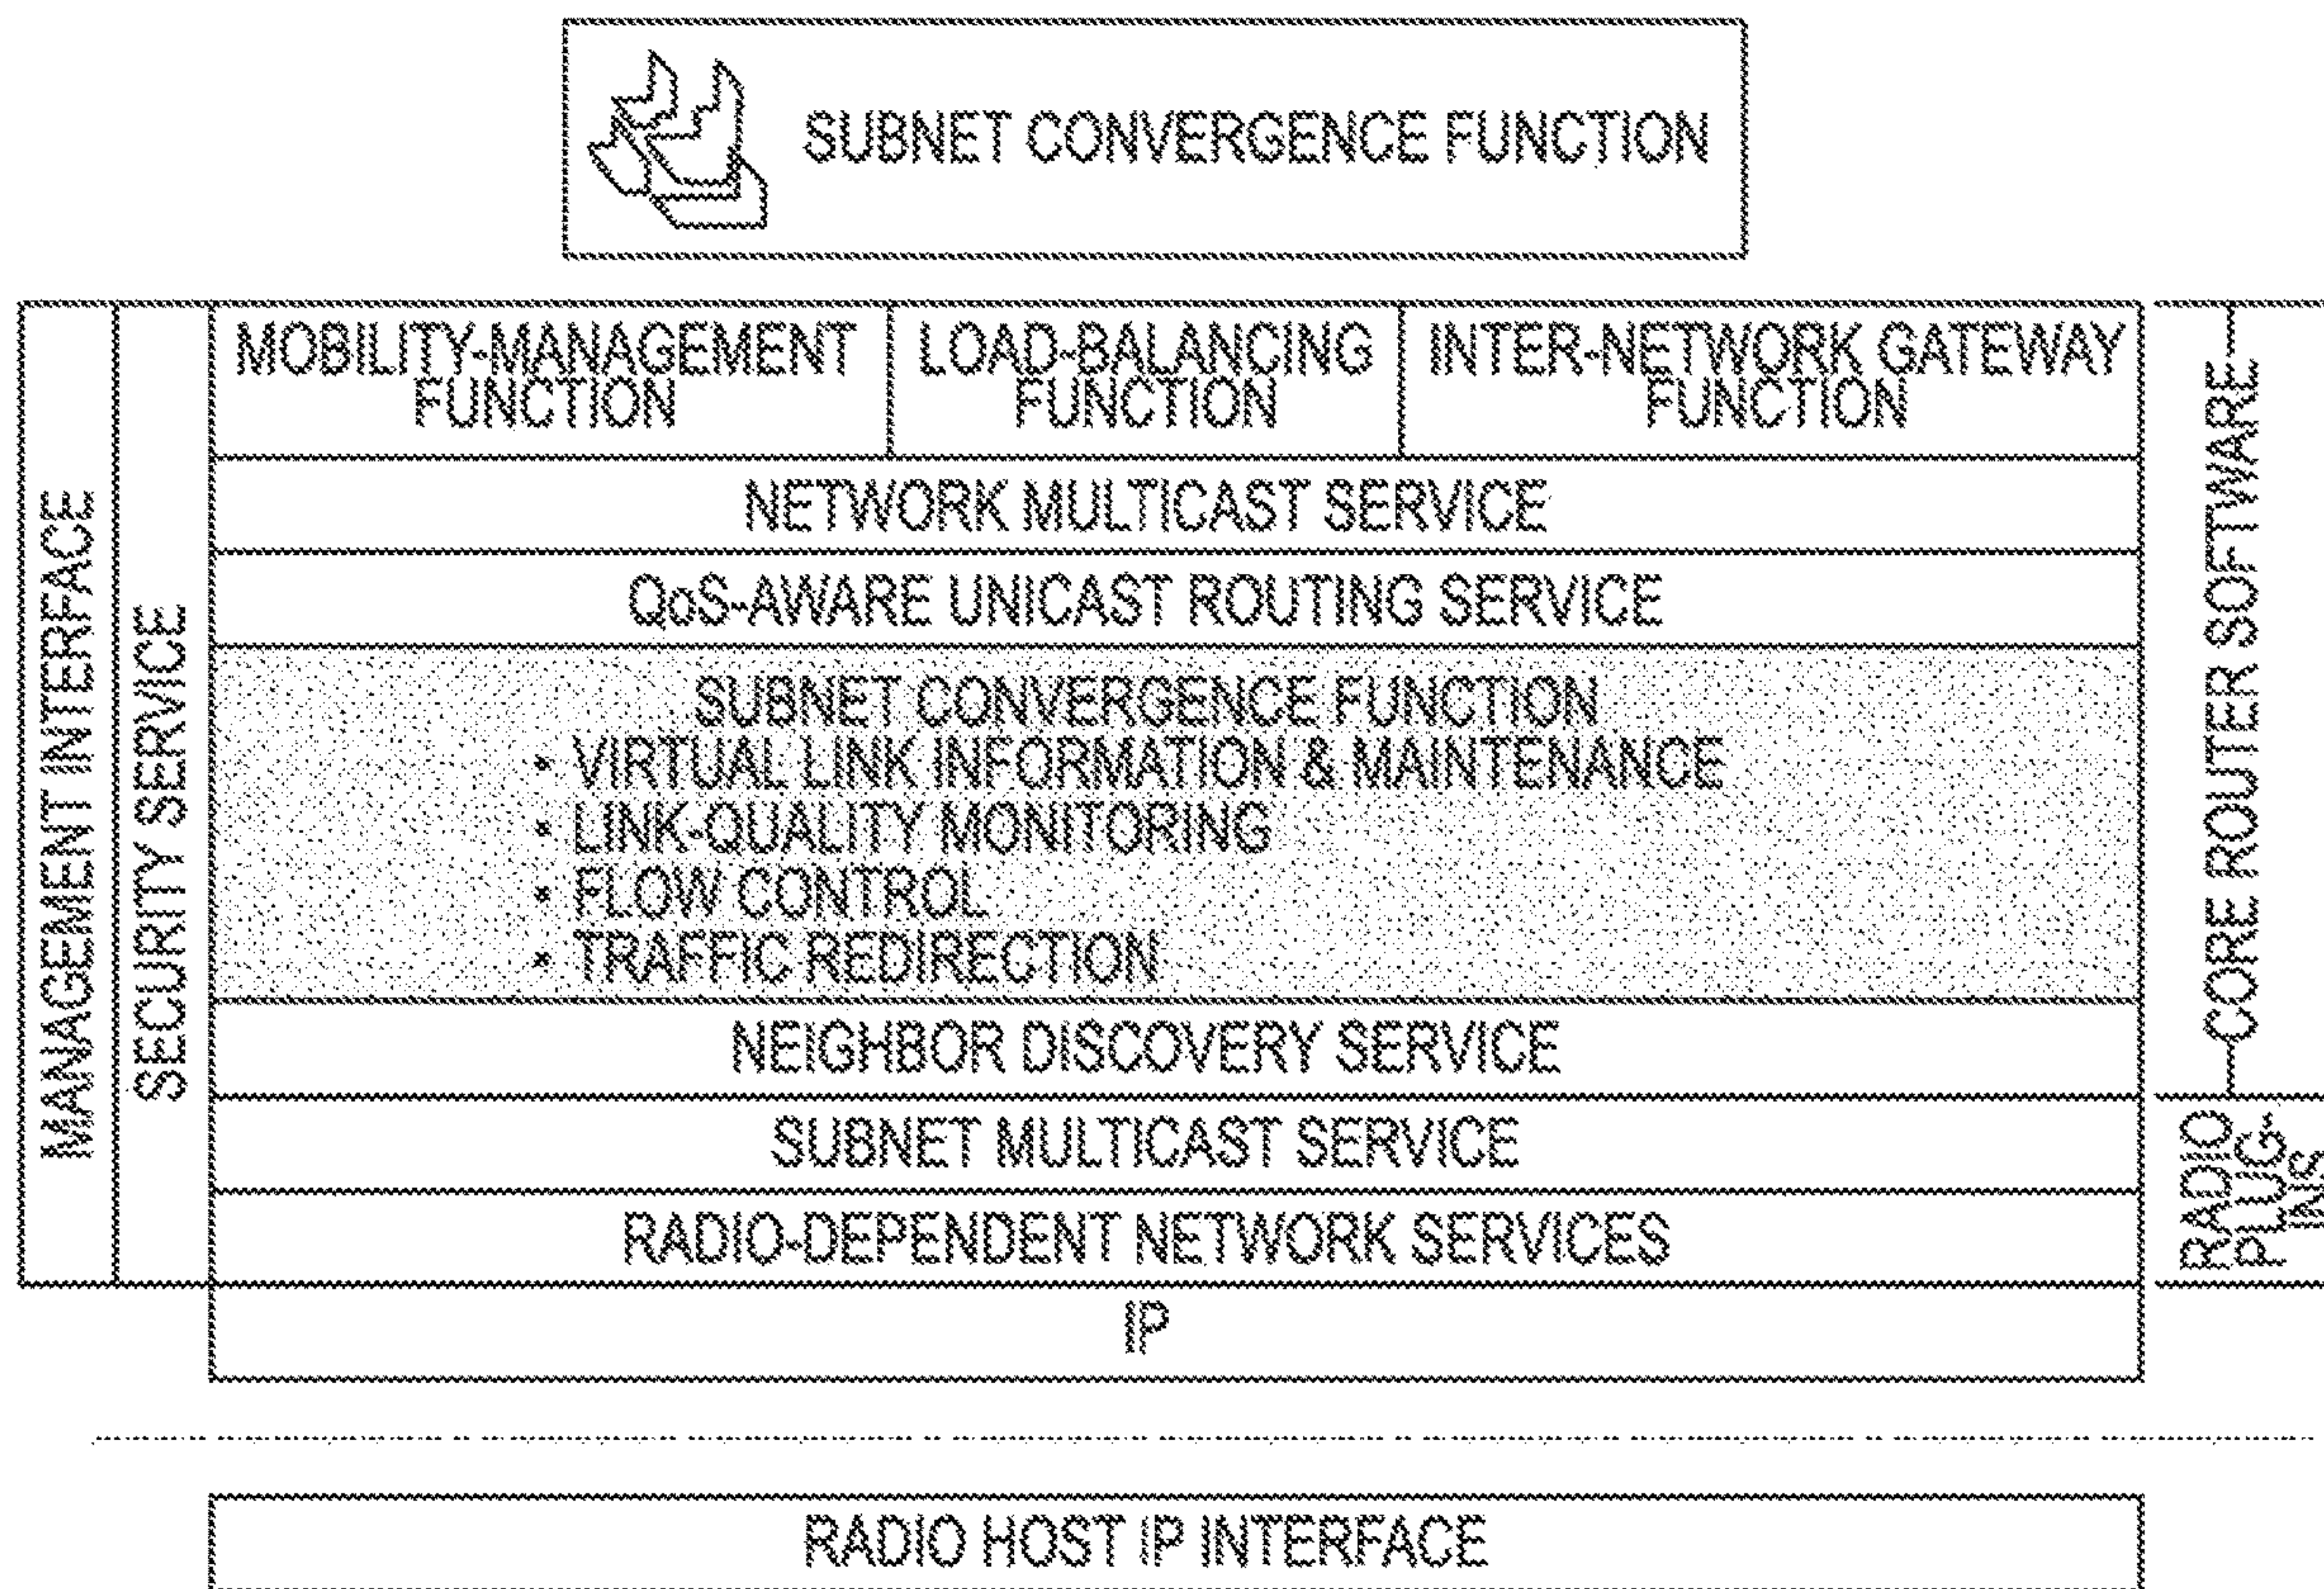 SUBNET CONVERGENCE FUNCTION
MANAGEMENT INTERFACE
SECURITY SERVICE
MOBILITY-MANAGEMENT
FUNCTION
LOAD-BALANCING
FUNCTION
INTER-NETWORK GATEWAY
FUNCTION
NETWORK MULTICAST SERVICE
QoS-AWARE UNICAST ROUTING SERVICE
SUBNET CONVERGENCE FUNCTION
• VIRTUAL LINK INFORMATION & MAINTENANCE
• LINK-QUALITY MONITORING
• FLOW CONTROL
• TRAFFIC REDIRECTION
NEIGHBOR DISCOVERY SERVICE
SUBNET MULTICAST SERVICE
RADIO-DEPENDENT NETWORK SERVICES
IP
CORE ROUTER SOFTWARE
RADIO
PLUG-
INS
RADIO HOST IP INTERFACE